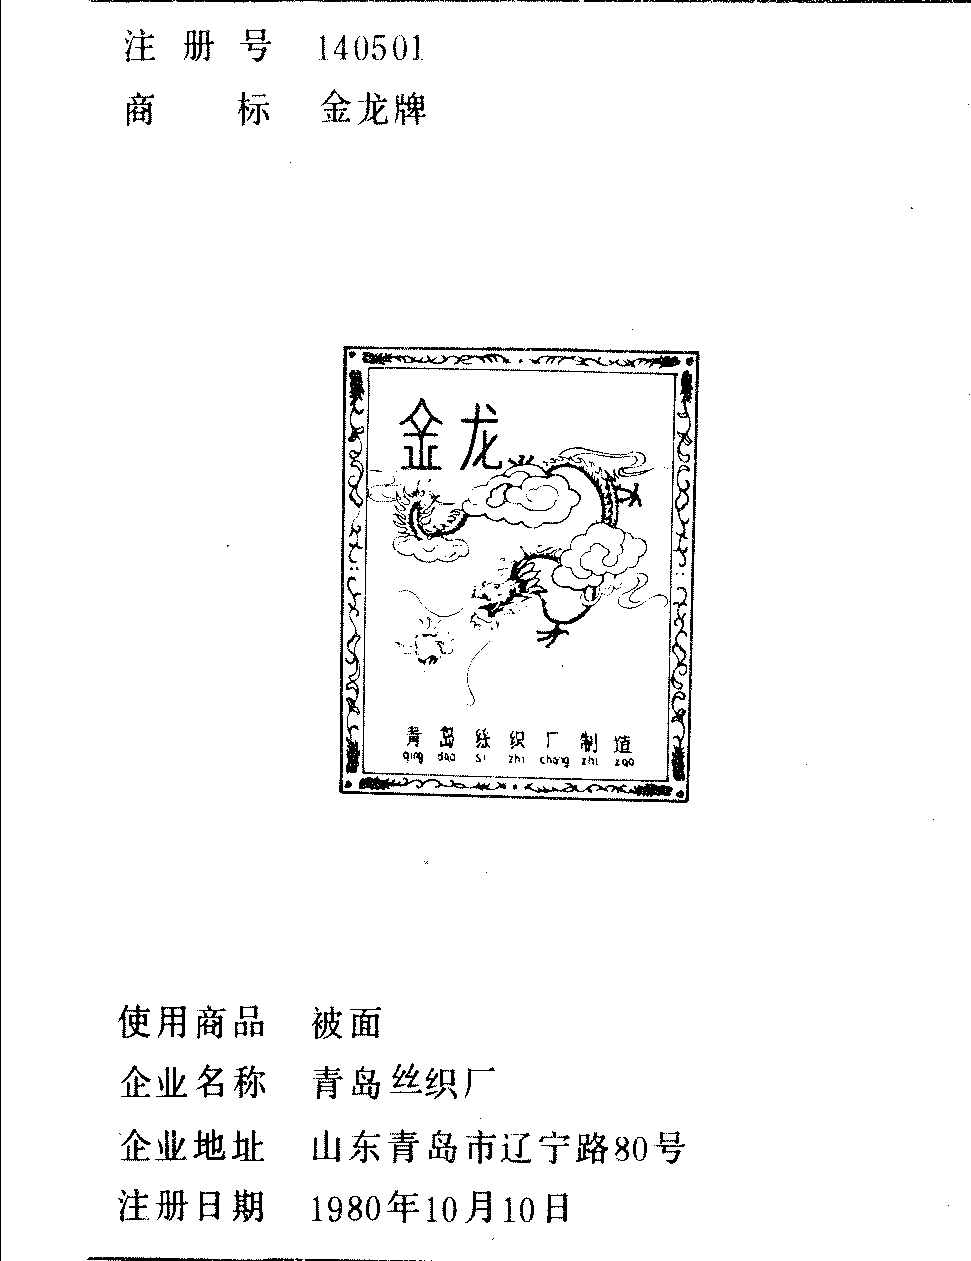 注册号 140501
商标 金龙牌
金龙
青岛丝织厂制造
qing dao si zhi chang zhi zao
使用商品 被面
企业名称 青岛丝织厂
企业地址 山东青岛市辽宁路80号
注册日期 1980年10月10日